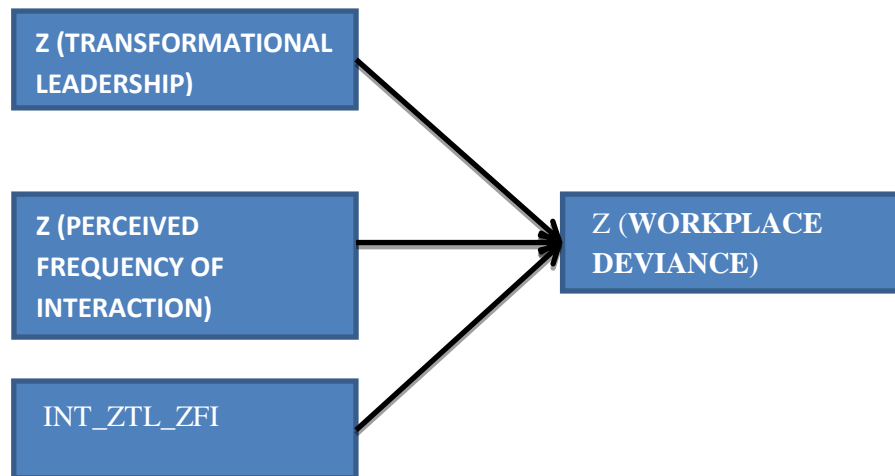 Z (TRANSFORMATIONAL
LEADERSHIP)
Z (PERCEIVED
FREQUENCY OF
INTERACTION)
Z (WORKPLACE
DEVIANCE)
INT_ZTL_ZFI